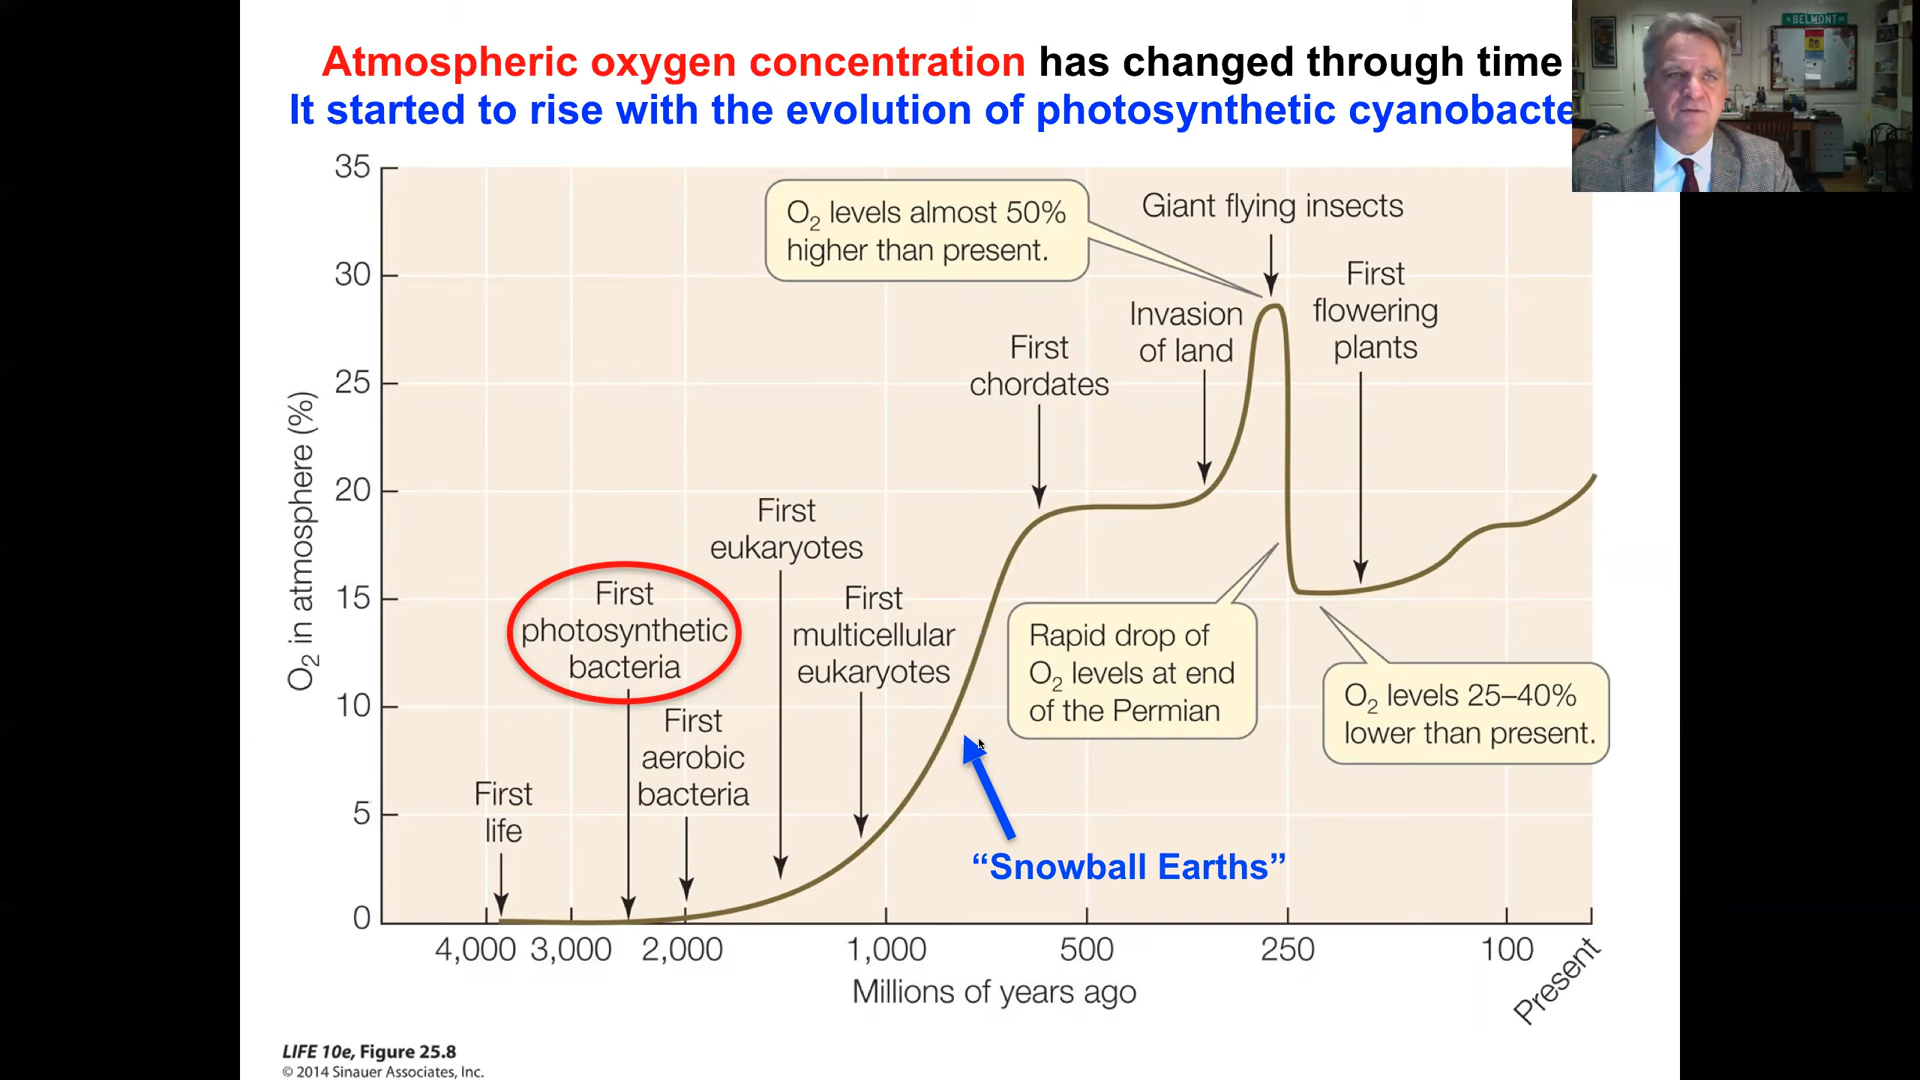 Atmospheric oxygen concentration has changed through time
It started to rise with the evolution of photosynthetic cyanobacte
BELMONT
35
30
25
20
15
10
5
0
O2 in atmosphere (%)
O2 levels almost 50%
higher than present.
Giant flying insects
First
flowering
plants
Invasion
of land
First
chordates
First
eukaryotes
First
photosynthetic
bacteria
First
multicellular
eukaryotes
First
aerobic
bacteria
First
life
Rapid drop of
O2 levels at end
of the Permian
O2 levels 25–40%
lower than present.
“Snowball Earths”
4,000 3,000 2,000 1,000 500 250 100 Present
Millions of years ago
LIFE 10e, Figure 25.8
© 2014 Sinauer Associates, Inc.